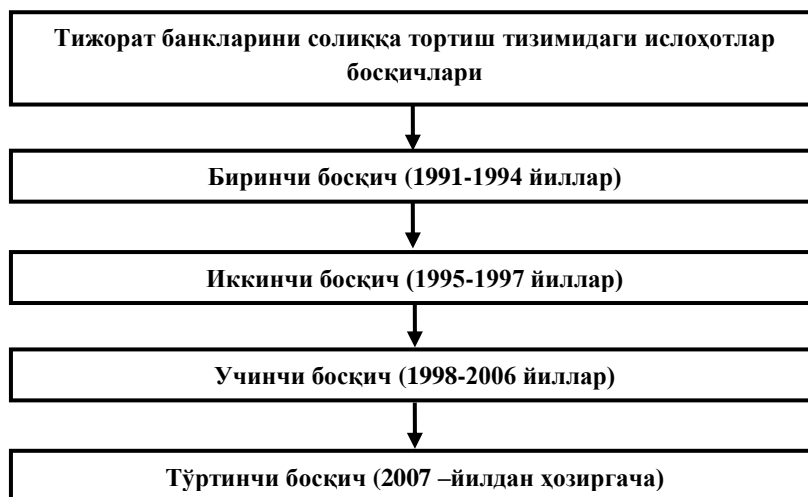 Тижорат банкларини солиққа тортиш тизимидаги ислоҳотлар
босқичлари
Биринчи босқич (1991-1994 йиллар)
Иккинчи босқич (1995-1997 йиллар)
Учинчи босқич (1998-2006 йиллар)
Тўртинчи босқич (2007 –йилдан ҳозиргача)